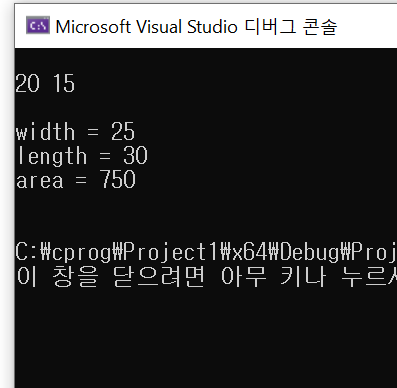 Microsoft Visual Studio 디버그 콘솔
20 15
width = 25
length = 30
area = 750
C:₩cprog₩Project1₩x64₩Debug₩Proj
이 창을 닫으려면 아무 키나 누르